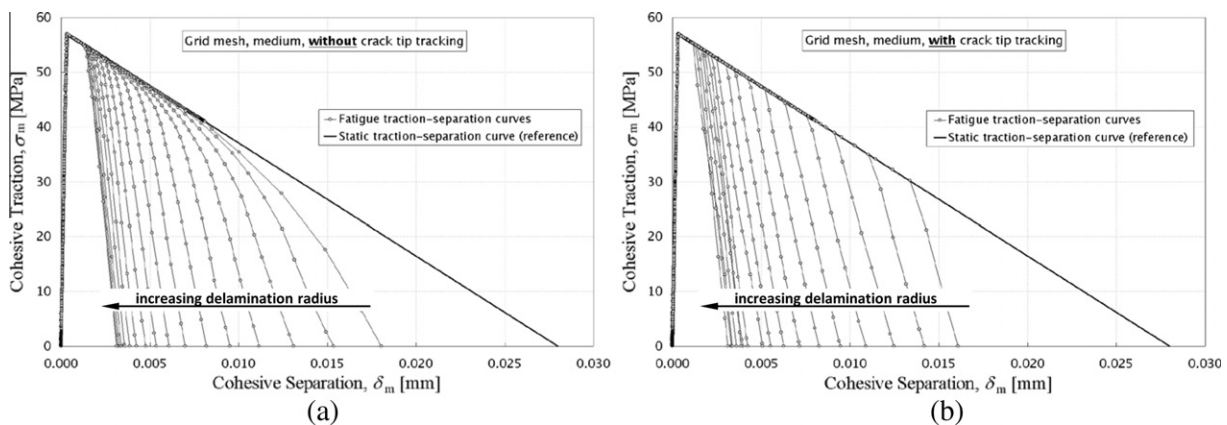 60
50
40
30
20
10
0
Cohesive Traction, σm [MPa]
Grid mesh, medium, without crack tip tracking
Fatigue traction-separation curves
Static traction-separation curve (reference)
increasing delamination radius
0.000 0.005 0.010 0.015 0.020 0.025 0.030
Cohesive Separation, δm [mm]
(a)
60
50
40
30
20
10
0
Cohesive Traction, σm [MPa]
Grid mesh, medium, with crack tip tracking
Fatigue traction-separation curves
Static traction-separation curve (reference)
increasing delamination radius
0.000 0.005 0.010 0.015 0.020 0.025 0.030
Cohesive Separation, δm [mm]
(b)